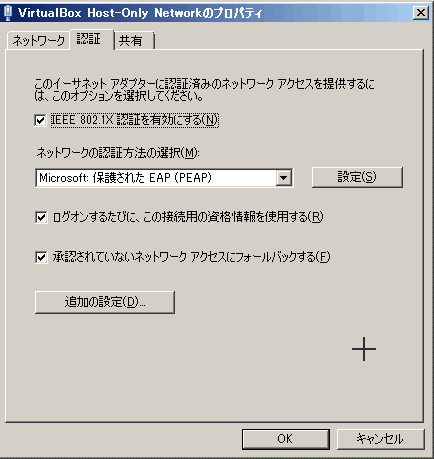 VirtualBox Host-Only Networkのプロパティ
ネットワーク 認証 共有
このイーサネット アダプターに認証済みのネットワーク アクセスを提供するに
は、このオプションを選択してください。
IEEE 802.1X 認証を有効にする(N)
ネットワークの認証方法の選択(M):
Microsoft: 保護された EAP (PEAP) 設定(S)
ログオンするたびに、この接続用の資格情報を使用する(R)
承認されていないネットワーク アクセスにフォールバックする(F)
追加の設定(D)...
OK キャンセル